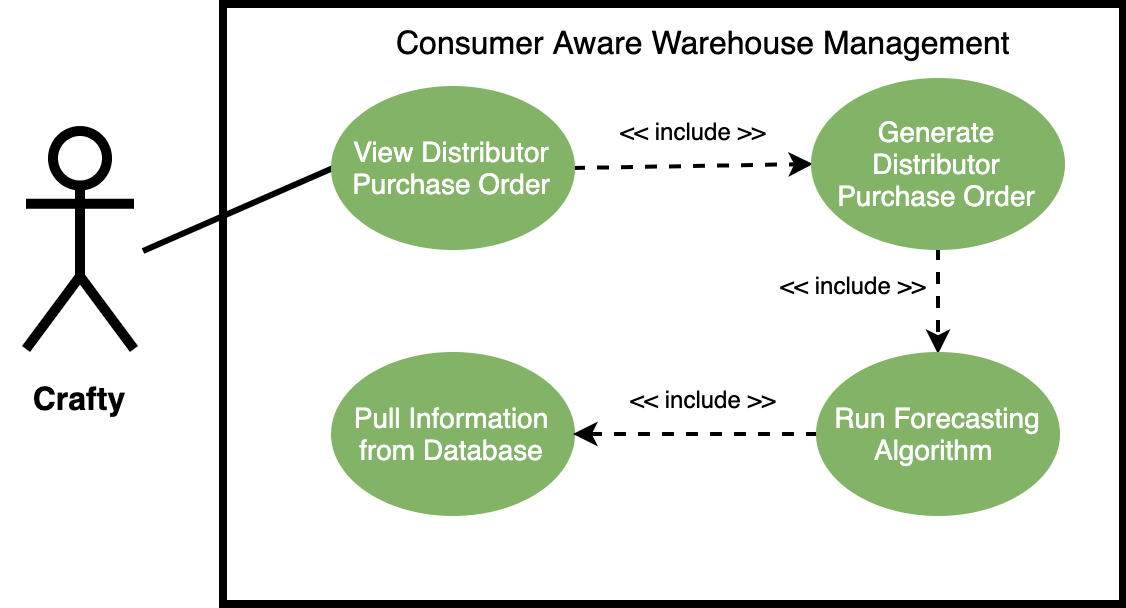 Consumer Aware Warehouse Management
View Distributor
Purchase Order
<< include >>
Generate
Distributor
Purchase Order
<< include >>
Crafty
Pull Information
from Database
<< include >>
Run Forecasting
Algorithm